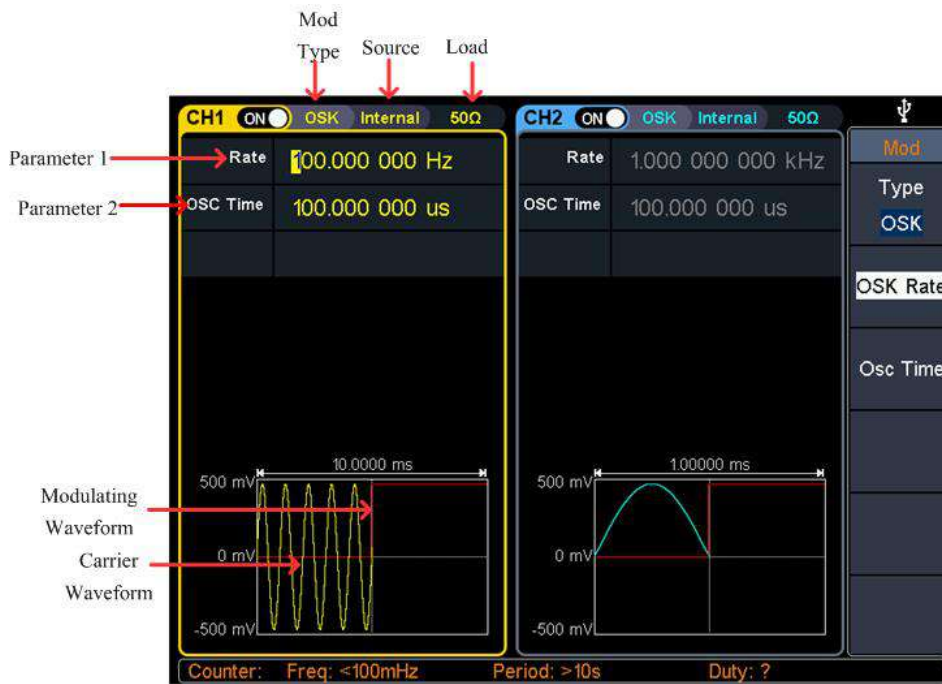 Mod
Type Source Load
CH1 ON OSK Internal 50Ω CH2 ON OSK Internal 50Ω
Mod
Parameter 1 Rate 100.000 000 Hz Rate 1.000 000 000 kHz
Type
OSK
Parameter 2 OSC Time 100.000 000 us OSC Time 100.000 000 us
OSK Rate
Osc Time
10.0000 ms 1.00000 ms
500 mV 500 mV
Modulating
Waveform
0 mV 0 mV
Carrier
Waveform
-500 mV -500 mV
Counter: Freq: <100mHz Period: >10s Duty: ?